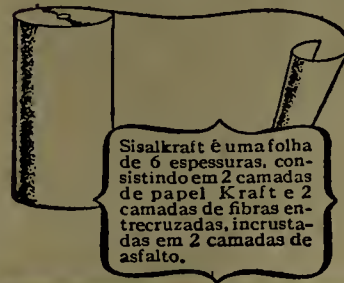 Sisalkraft é uma folha
de 6 espessuras, con-
sistindo em 2 camadas
de papel Kraft e 2
camadas de fibras en-
trecruzadas, incrusta-
das em 2 camadas de
asfalto.